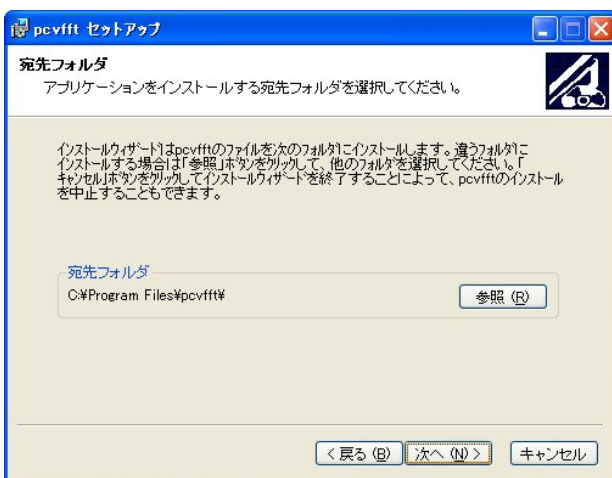 pcvfft セットアップ
宛先フォルダ
アプリケーションをインストールする宛先フォルダを選択してください。
インストールウィザードはpcvfftのファイルを次のフォルダにインストールします。違うフォルダに
インストールする場合は「参照」ボタンをクリックして、他のフォルダを選択してください。「
キャンセル」ボタンをクリックしてインストールウィザードを終了することによって、pcvfftのインストール
を中止することもできます。
宛先フォルダ
C:¥Program Files¥pcvfft¥
参照 (R)
< 戻る (B)
次へ (N) >
キャンセル